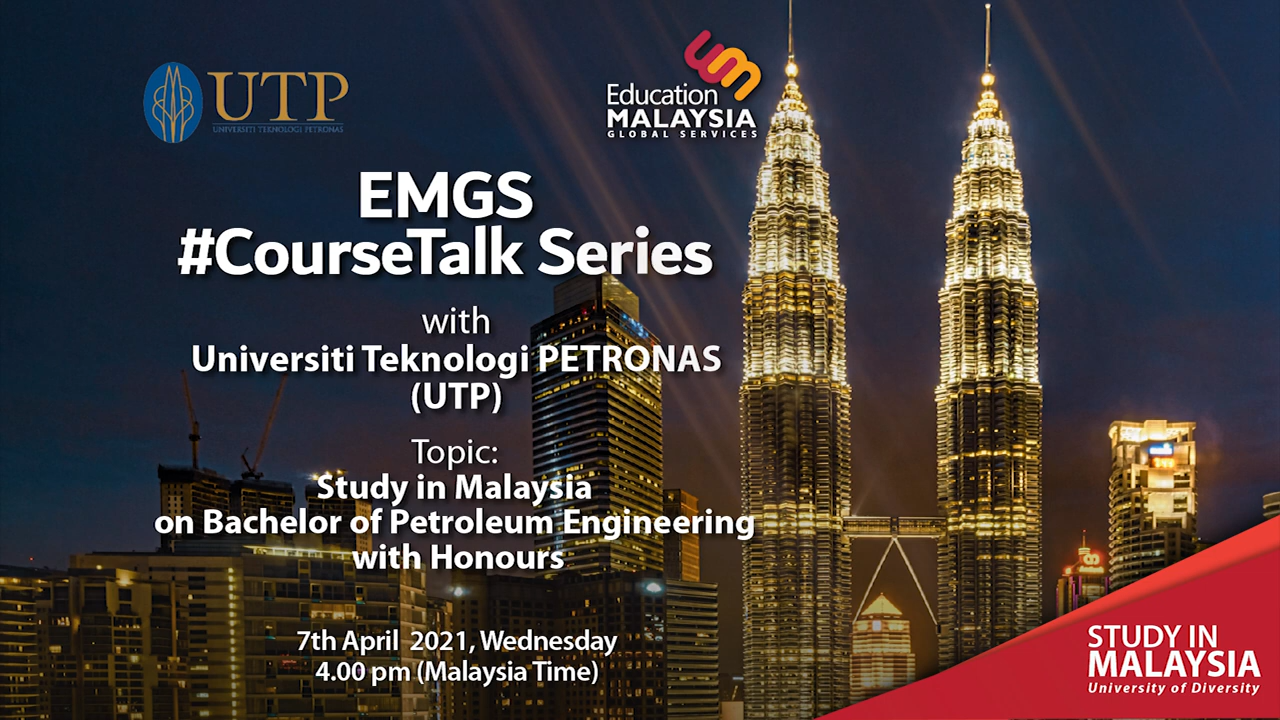 UTP
UNIVERSITI TEKNOLOGI PETRONAS
Education
MALAYSIA
GLOBAL SERVICES
EMGS
#CourseTalk Series
with
Universiti Teknologi PETRONAS
(UTP)
Topic:
Study in Malaysia
on Bachelor of Petroleum Engineering
with Honours
7th April 2021, Wednesday
4.00 pm (Malaysia Time)
STUDY IN
MALAYSIA
University of Diversity